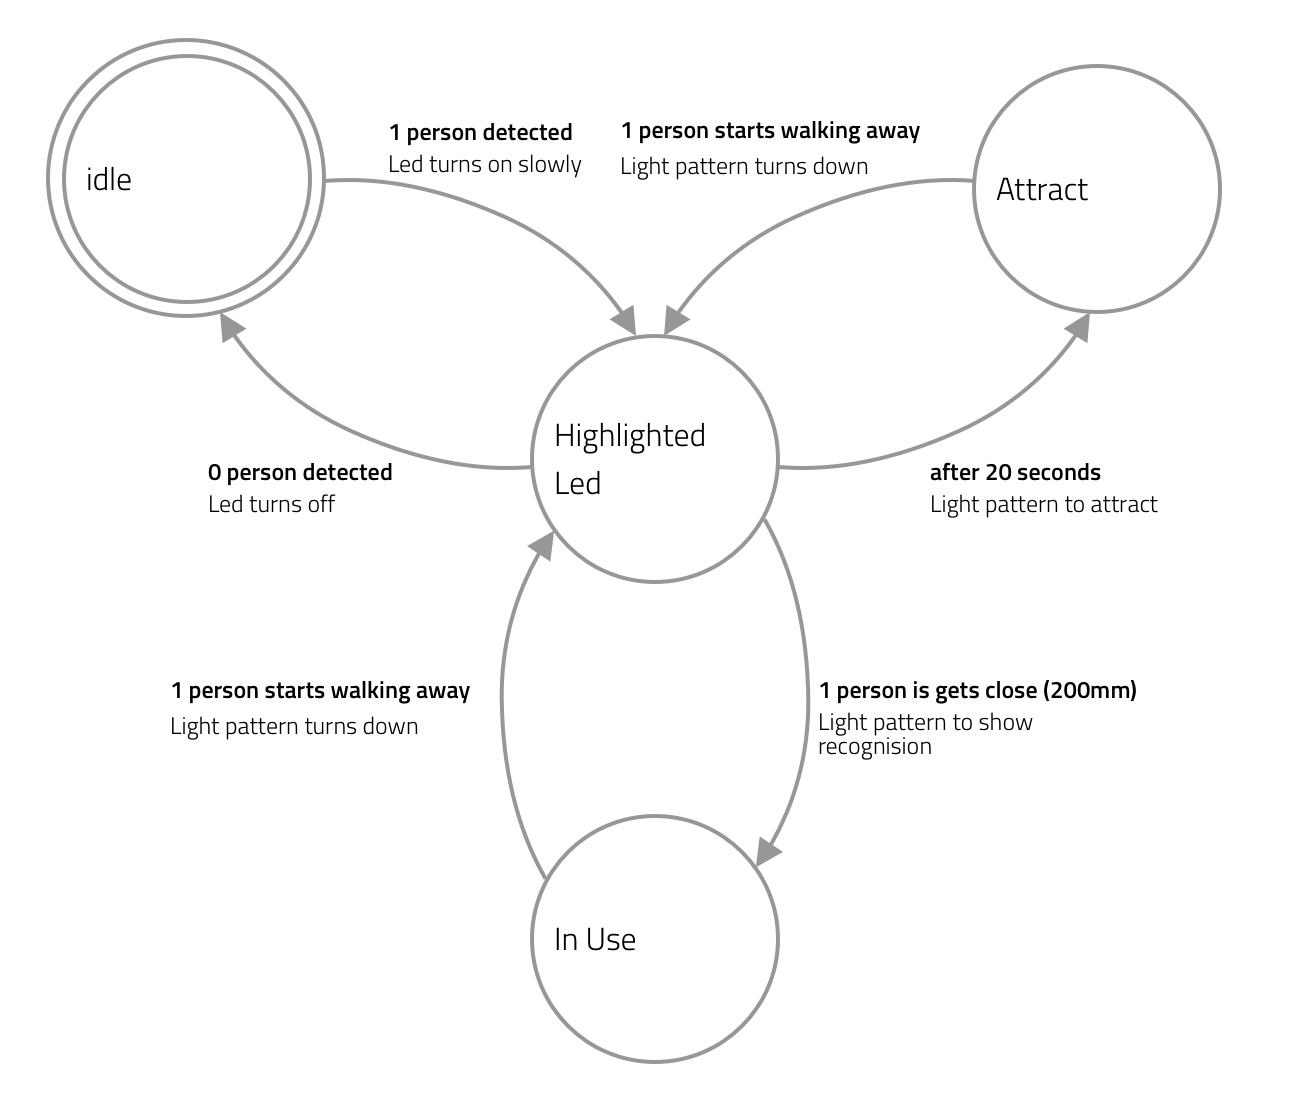 idle
1 person detected
Led turns on slowly
1 person starts walking away
Light pattern turns down
Attract
Highlighted
Led
0 person detected
Led turns off
after 20 seconds
Light pattern to attract
1 person starts walking away
Light pattern turns down
1 person is gets close (200mm)
Light pattern to show
recognision
In Use